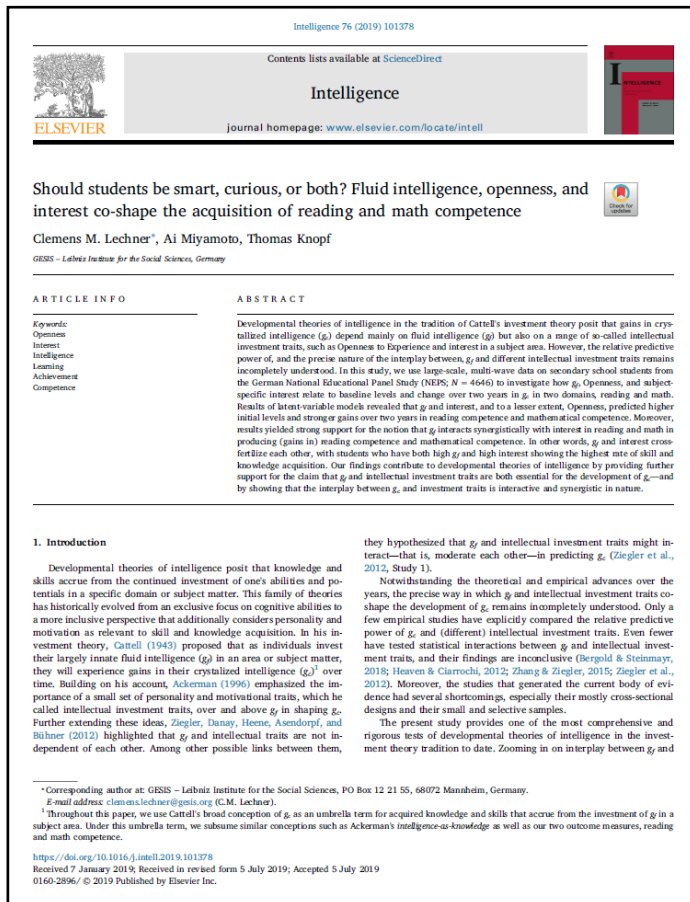 Intelligence 76 (2019) 101378
Contents lists available at ScienceDirect
Intelligence
journal homepage: www.elsevier.com/locate/intell
ELSEVIER
INTELLIGENCE
Should students be smart, curious, or both? Fluid intelligence, openness, and
interest co-shape the acquisition of reading and math competence
Check for
updates
Clemens M. Lechner*, Ai Miyamoto, Thomas Knopf
GESIS – Leibniz Institute for the Social Sciences, Germany
ARTICLE INFO
Keywords:
Openness
Interest
Intelligence
Learning
Achievement
Competence
ABSTRACT
Developmental theories of intelligence in the tradition of Cattell's investment theory posit that gains in crys-
tallized intelligence (gc) depend mainly on fluid intelligence (gf) but also on a range of so-called intellectual
investment traits, such as Openness to Experience and interest in a subject area. However, the relative predictive
power of, and the precise nature of the interplay between, gf and different intellectual investment traits remains
incompletely understood. In this study, we use large-scale, multi-wave data on secondary school students from
the German National Educational Panel Study (NEPS; N = 4646) to investigate how gf, Openness, and subject-
specific interest relate to baseline levels and change over two years in gc in two domains, reading and math.
Results of latent-variable models revealed that gf and interest, and to a lesser extent, Openness, predicted higher
initial levels and stronger gains over two years in reading competence and mathematical competence. Moreover,
results yielded strong support for the notion that gf interacts synergistically with interest in reading and math in
producing (gains in) reading competence and mathematical competence. In other words, gf and interest cross-
fertilize each other, with students who have both high gf and high interest showing the highest rate of skill and
knowledge acquisition. Our findings contribute to developmental theories of intelligence by providing further
support for the claim that gf and intellectual investment traits are both essential for the development of gc—and
by showing that the interplay between gc and investment traits is interactive and synergistic in nature.
1. Introduction
Developmental theories of intelligence posit that knowledge and
skills accrue from the continued investment of one's abilities and po-
tentials in a specific domain or subject matter. This family of theories
has historically evolved from an exclusive focus on cognitive abilities to
a more inclusive perspective that additionally considers personality and
motivation as relevant to skill and knowledge acquisition. In his in-
vestment theory, Cattell (1943) proposed that as individuals invest
their largely innate fluid intelligence (gf) in an area or subject matter,
they will experience gains in their crystalized intelligence (gc)1 over
time. Building on his account, Ackerman (1996) emphasized the
importance of a small set of personality and motivational traits, which he
called intellectual investment traits, over and above gf in shaping gc.
Further extending these ideas, Ziegler, Danay, Heene, Asendorpf, and
Bühner (2012) highlighted that gf and intellectual traits are not in-
dependent of each other. Among other possible links between them,
they hypothesized that gf and intellectual investment traits might in-
teract—that is, moderate each other—in predicting gc (Ziegler et al.,
2012, Study 1).
Notwithstanding the theoretical and empirical advances over the
years, the precise way in which gf and intellectual investment traits co-
shape the development of gc remains incompletely understood. Only a
few empirical studies have explicitly compared the relative predictive
power of gc and (different) intellectual investment traits. Even fewer
have tested statistical interactions between gf and intellectual invest-
ment traits, and their findings are inconclusive (Bergold & Steinmayr,
2018; Heaven & Ciarrochi, 2012; Zhang & Ziegler, 2015; Ziegler et al.,
2012). Moreover, the studies that generated the current body of evi-
dence had several shortcomings, especially their mostly cross-sectional
designs and their small and selective samples.
The present study provides one of the most comprehensive and
rigorous tests of developmental theories of intelligence in the invest-
ment theory tradition to date. Zooming in on interplay between gf and
* Corresponding author at: GESIS – Leibniz Institute for the Social Sciences, PO Box 12 21 55, 68072 Mannheim, Germany.
E-mail address: clemens.lechner@gesis.org (C.M. Lechner).
1 Throughout this paper, we use Cattell's broad conception of gc as an umbrella term for acquired knowledge and skills that accrue from the investment of gf in a
subject area. Under this umbrella term, we subsume similar conceptions such as Ackerman's intelligence-as-knowledge as well as our two outcome measures, reading
and math competence.
https://doi.org/10.1016/j.intell.2019.101378
Received 7 January 2019; Received in revised form 5 July 2019; Accepted 5 July 2019
0160-2896/ © 2019 Published by Elsevier Inc.